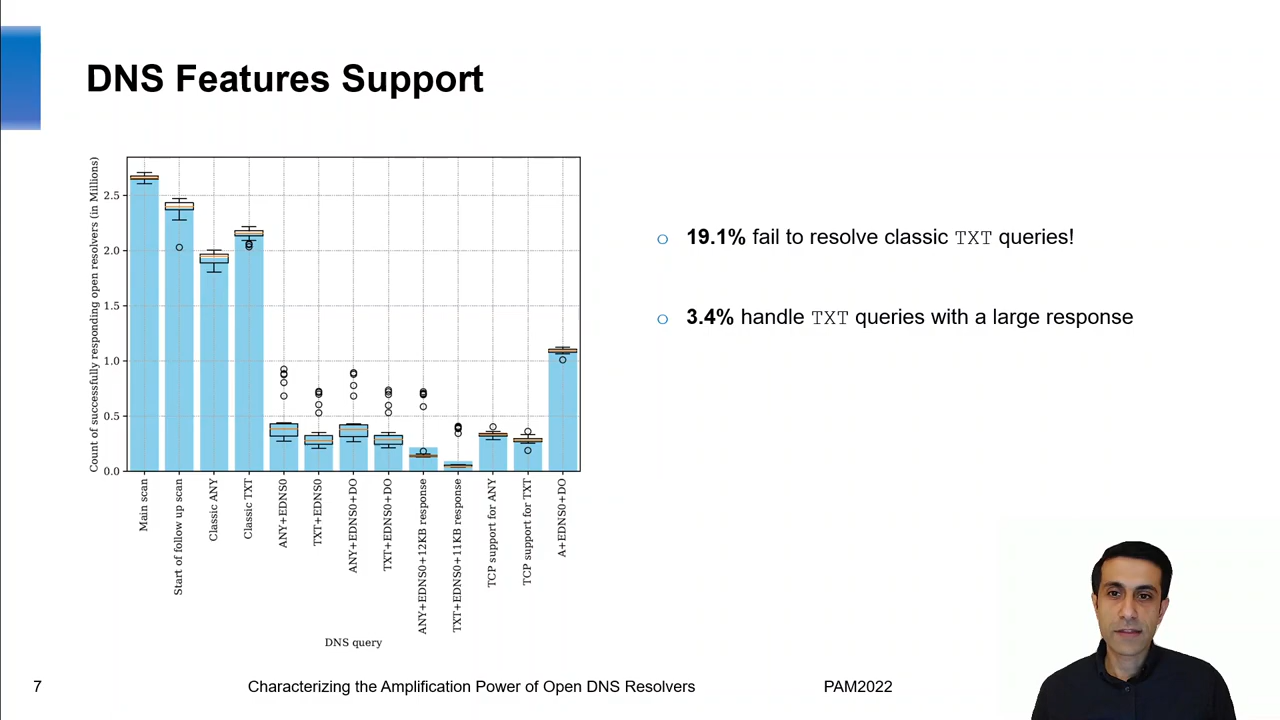 DNS Features Support
Count of successfully responding open resolvers (in Millions)
2.5
2.0
1.5
1.0
0.5
0.0
Main scan
Start of follow up scan
Classic ANY
Classic TXT
ANY+EDNS0
TXT+EDNS0
ANY+EDNS0+DO
TXT+EDNS0+DO
ANY+EDNS0+12KB response
TXT+EDNS0+11KB response
TCP support for ANY
TCP support for TXT
A+EDNS0+DO
DNS query
19.1% fail to resolve classic TXT queries!
3.4% handle TXT queries with a large response
7
Characterizing the Amplification Power of Open DNS Resolvers
PAM2022